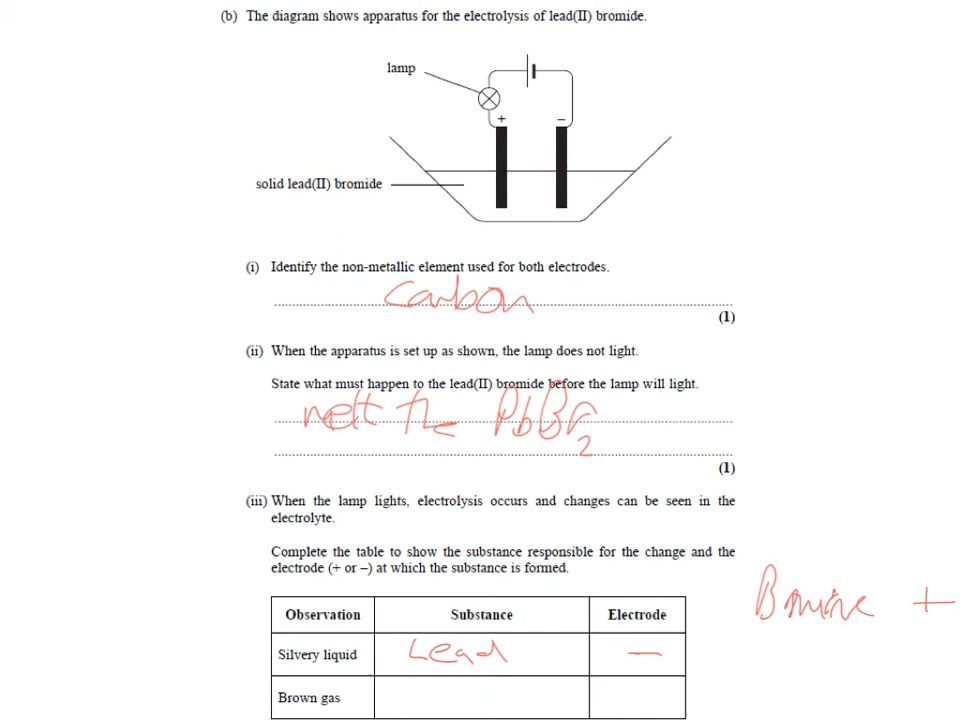 (b) The diagram shows apparatus for the electrolysis of lead(II) bromide.
lamp
+ –
solid lead(II) bromide
(i) Identify the non-metallic element used for both electrodes.
carbon
(1)
(ii) When the apparatus is set up as shown, the lamp does not light.
State what must happen to the lead(II) bromide before the lamp will light.
melt the PbBr2
(1)
(iii) When the lamp lights, electrolysis occurs and changes can be seen in the
electrolyte.
Complete the table to show the substance responsible for the change and the
electrode (+ or –) at which the substance is formed.
Bromine +
Observation Substance Electrode
Silvery liquid Lead –
Brown gas